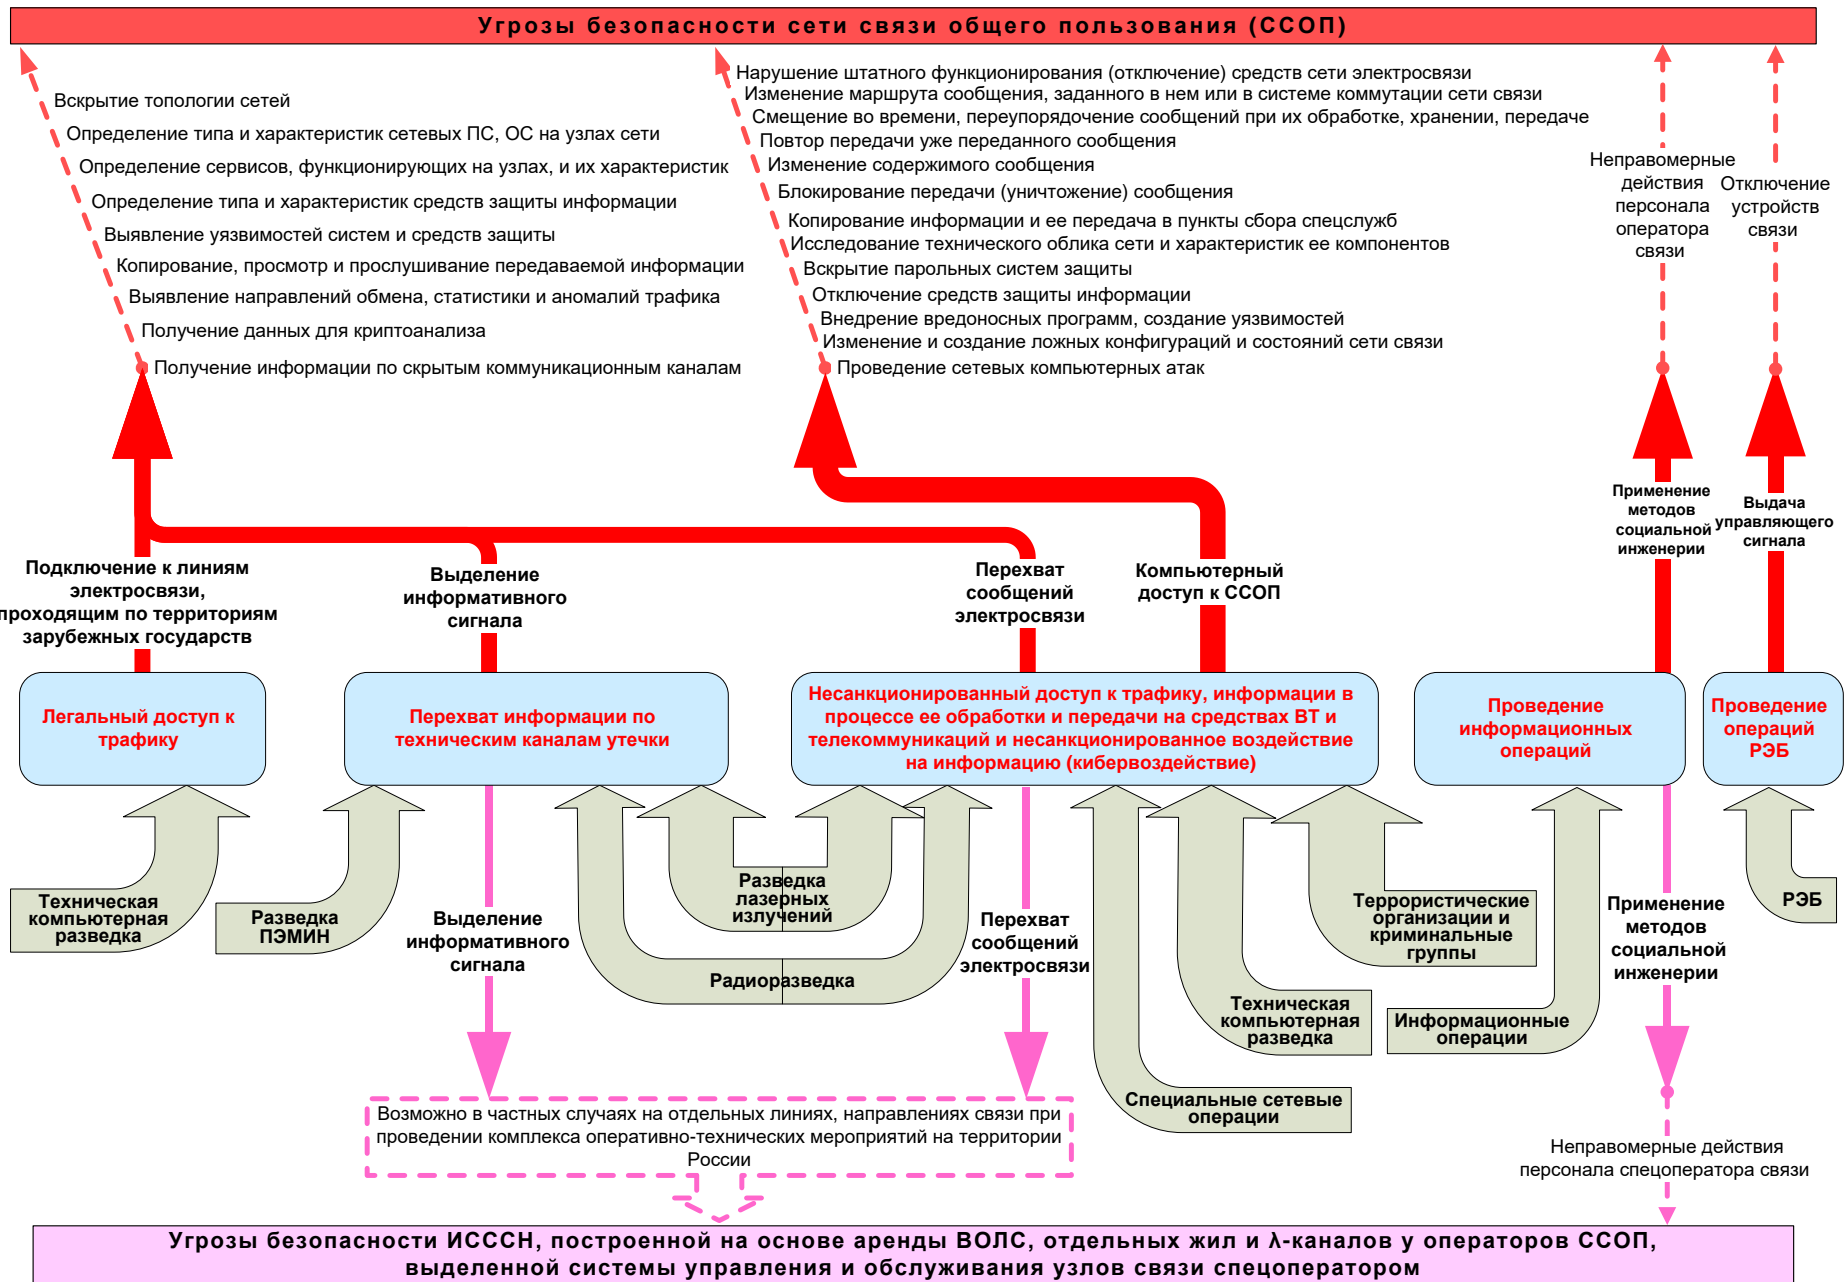 Угрозы безопасности сети связи общего пользования (ССОП)
Вскрытие топологии сетей
Определение типа и характеристик сетевых ПС, ОС на узлах сети
Определение сервисов, функционирующих на узлах, и их характеристик
Определение типа и характеристик средств защиты информации
Выявление уязвимостей систем и средств защиты
Копирование, просмотр и прослушивание передаваемой информации
Выявление направлений обмена, статистики и аномалий трафика
Получение данных для криптоанализа
Получение информации по скрытым коммуникационным каналам
Нарушение штатного функционирования (отключение) средств сети электросвязи
Изменение маршрута сообщения, заданного в нем или в системе коммутации сети связи
Смещение во времени, переупорядочение сообщений при их обработке, хранении, передаче
Повтор передачи уже переданного сообщения
Изменение содержимого сообщения
Блокирование передачи (уничтожение) сообщения
Копирование информации и ее передача в пункты сбора спецслужб
Исследование технического облика сети и характеристик ее компонентов
Вскрытие парольных систем защиты
Отключение средств защиты информации
Внедрение вредоносных программ, создание уязвимостей
Изменение и создание ложных конфигураций и состояний сети связи
Проведение сетевых компьютерных атак
Неправомерные
действия
персонала
оператора
связи
Отключение
устройств
связи
Подключение к линиям
электросвязи,
проходящим по территориям
зарубежных государств
Выделение
информативного
сигнала
Перехват
сообщений
электросвязи
Компьютерный
доступ к ССОП
Применение
методов
социальной
инженерии
Выдача
управляющего
сигнала
Легальный доступ к
трафику
Перехват информации по
техническим каналам утечки
Несанкционированный доступ к трафику, информации в
процессе ее обработки и передачи на средствах ВТ и
телекоммуникаций и несанкционированное воздействие
на информацию (кибервоздействие)
Проведение
информационных
операций
Проведение
операций
РЭБ
Техническая
компьютерная
разведка
Разведка
ПЭМИН
Выделение
информативного
сигнала
Разведка
лазерных
излучений
Радиоразведка
Перехват
сообщений
электросвязи
Террористические
организации и
криминальные
группы
Техническая
компьютерная
разведка
Специальные сетевые
операции
Информационные
операции
Применение
методов
социальной
инженерии
РЭБ
Возможно в частных случаях на отдельных линиях, направлениях связи при
проведении комплекса оперативно-технических мероприятий на территории
России
Неправомерные действия
персонала спецоператора связи
Угрозы безопасности ИСССН, построенной на основе аренды ВОЛС, отдельных жил и λ-каналов у операторов ССОП,
выделенной системы управления и обслуживания узлов связи спецоператором